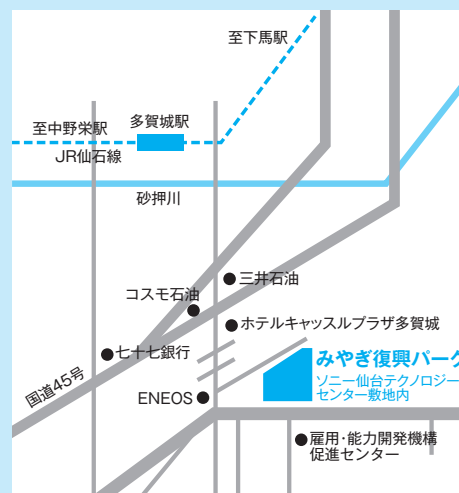 至下馬駅
至中野栄駅
多賀城駅
JR仙石線
砂押川
三井石油
コスモ石油
ホテルキャッスルプラザ多賀城
七十七銀行
みやぎ復興パーク
ソニー仙台テクノロジー
センター敷地内
国道45号
ENEOS
雇用・能力開発機構
促進センター